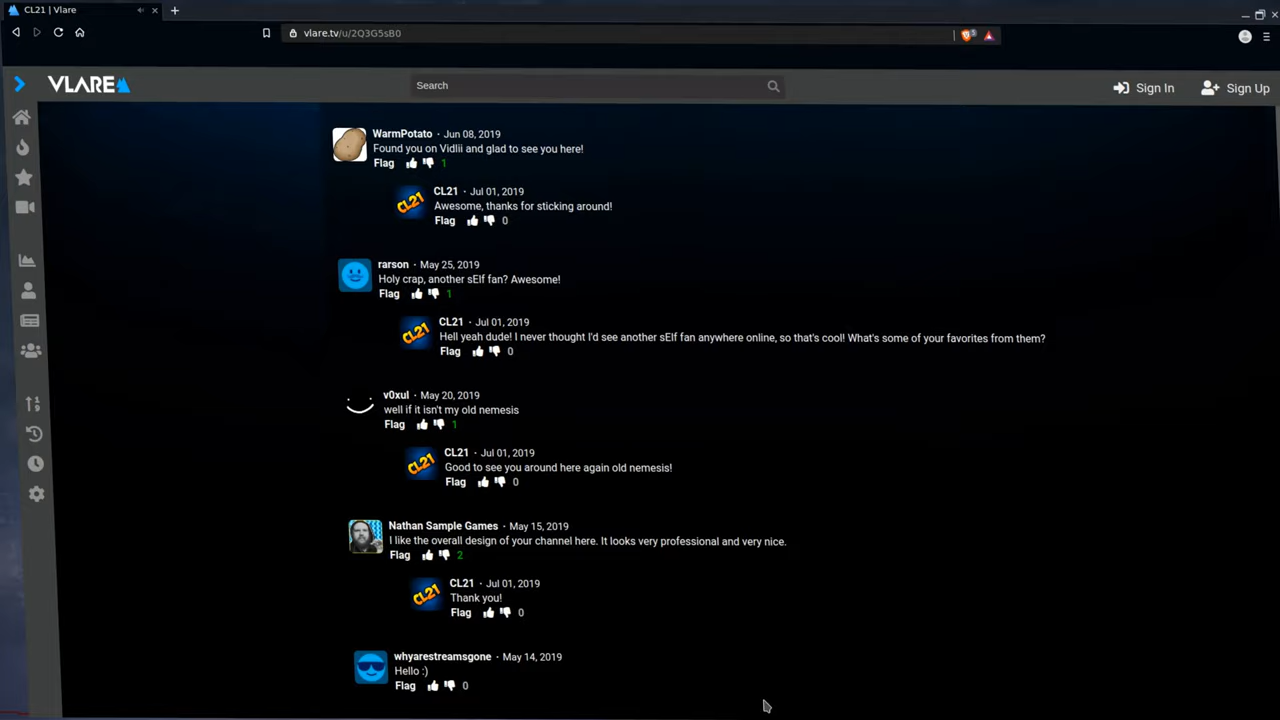 CL21 | Vlare
vlare.tv/u/2Q3G5sB0
VLARE
Search
Sign In
Sign Up
WarmPotato · Jun 08, 2019
Found you on Vidlii and glad to see you here!
Flag 1
CL21
CL21 · Jul 01, 2019
Awesome, thanks for sticking around!
Flag 0
rarson · May 25, 2019
Holy crap, another sElf fan? Awesome!
Flag 1
CL21
CL21 · Jul 01, 2019
Hell yeah dude! I never thought I'd see another sElf fan anywhere online, so that's cool! What's some of your favorites from them?
Flag 0
v0xul · May 20, 2019
well if it isn't my old nemesis
Flag 1
CL21
CL21 · Jul 01, 2019
Good to see you around here again old nemesis!
Flag 0
Nathan Sample Games · May 15, 2019
I like the overall design of your channel here. It looks very professional and very nice.
Flag 2
CL21
CL21 · Jul 01, 2019
Thank you!
Flag 0
whyarestreamsgone · May 14, 2019
Hello :)
Flag 0